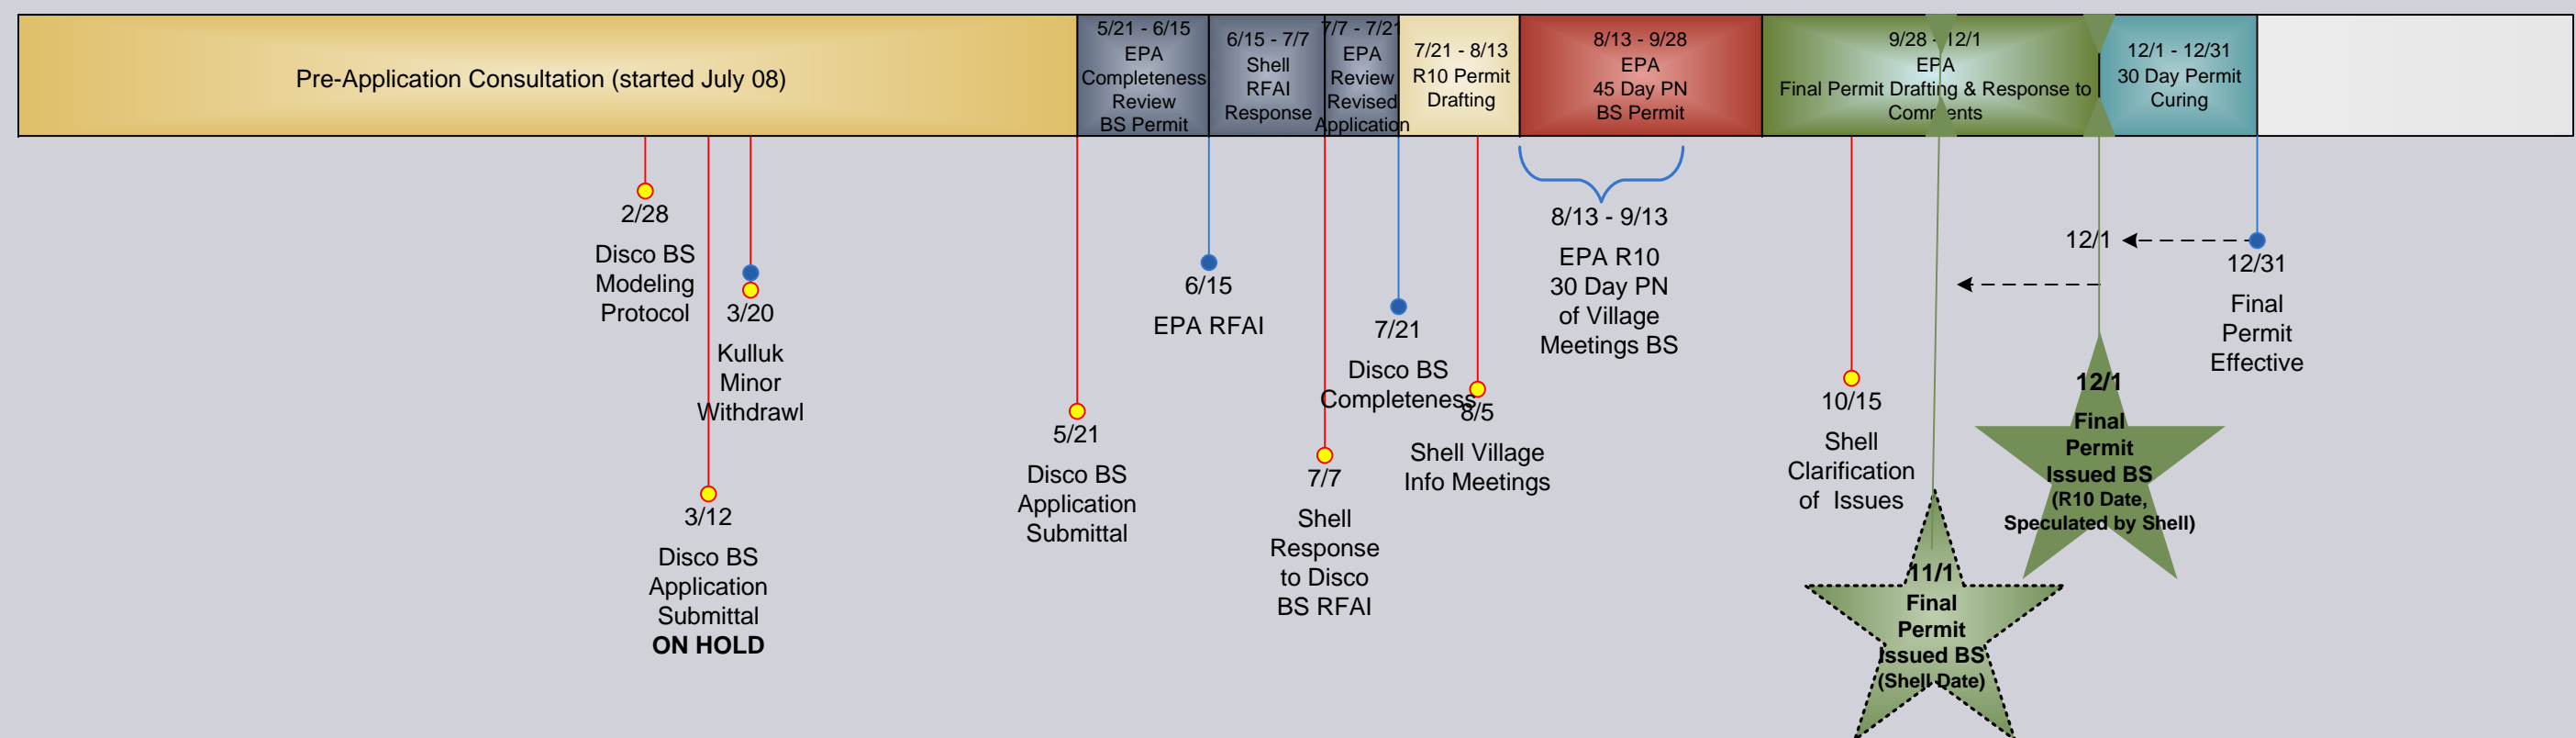 Pre-Application Consultation (started July 08)
5/21 - 6/15
EPA
Completeness
Review
BS Permit
6/15 - 7/7
Shell
RFAI
Response
7/7 - 7/21
EPA
Review
Revised
Application
7/21 - 8/13
R10 Permit
Drafting
8/13 - 9/28
EPA
45 Day PN
BS Permit
9/28 - 12/1
EPA
Final Permit Drafting & Response to
Comments
12/1 - 12/31
30 Day Permit
Curing
2/28
Disco BS
Modeling
Protocol
3/12
Disco BS
Application
Submittal
ON HOLD
3/20
Kulluk
Minor
Withdrawl
5/21
Disco BS
Application
Submittal
6/15
EPA RFAI
7/7
Shell
Response
to Disco
BS RFAI
7/21
Disco BS
Completeness
8/5
Shell Village
Info Meetings
8/13 - 9/13
EPA R10
30 Day PN
of Village
Meetings BS
10/15
Shell
Clarification
of Issues
11/1
Final
Permit
Issued BS
(Shell Date)
12/1
12/1
Final
Permit
Issued BS
(R10 Date,
Speculated by Shell)
12/31
Final
Permit
Effective